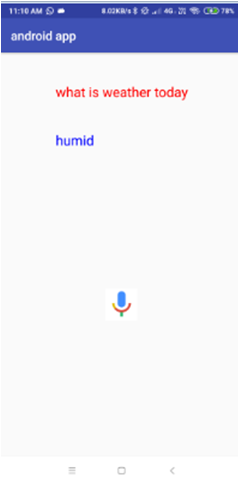 11:10 AM 8.02KB/s 4G 78%
android app
what is weather today
humid